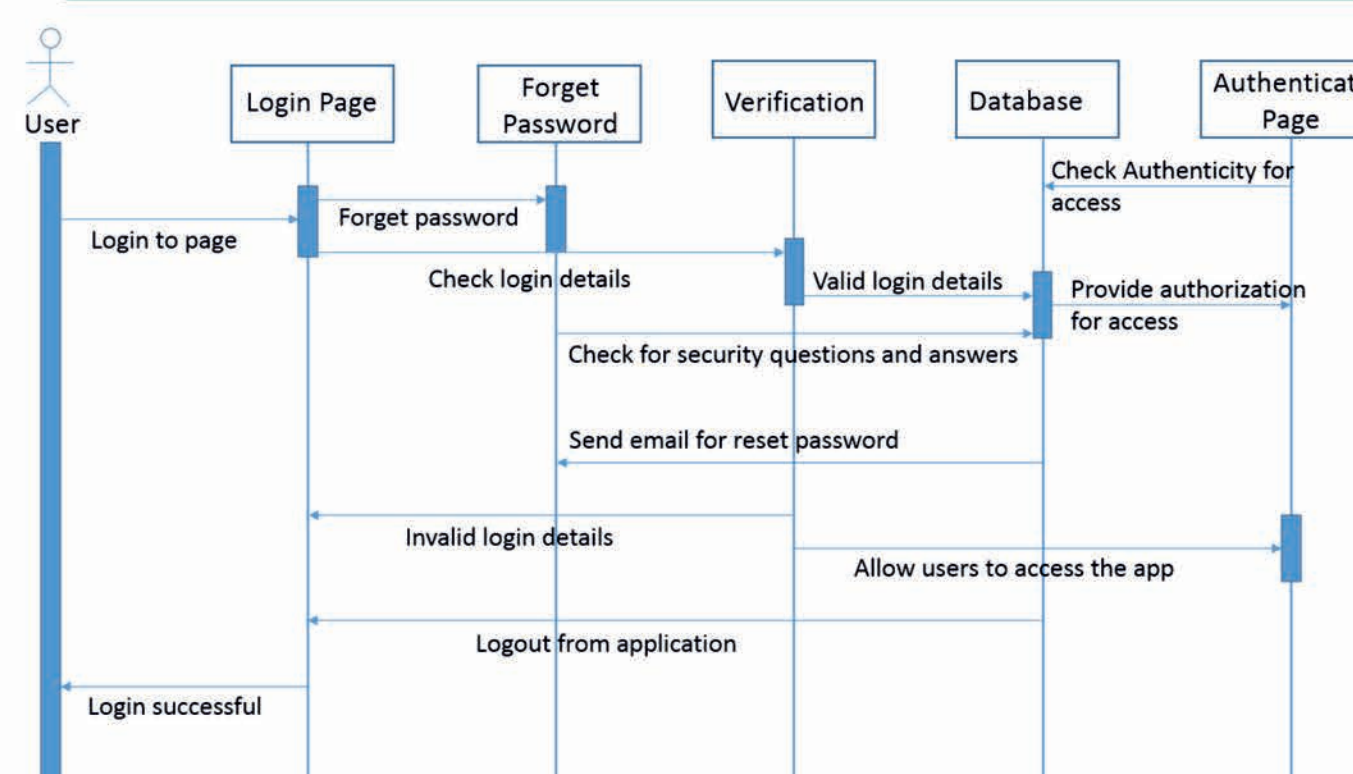 User
Login Page
Forget
Password
Verification
Database
Authenticat
Page
Check Authenticity for
access
Forget password
Login to page
Check login details
Valid login details
Provide authorization
for access
Check for security questions and answers
Send email for reset password
Invalid login details
Allow users to access the app
Logout from application
Login successful